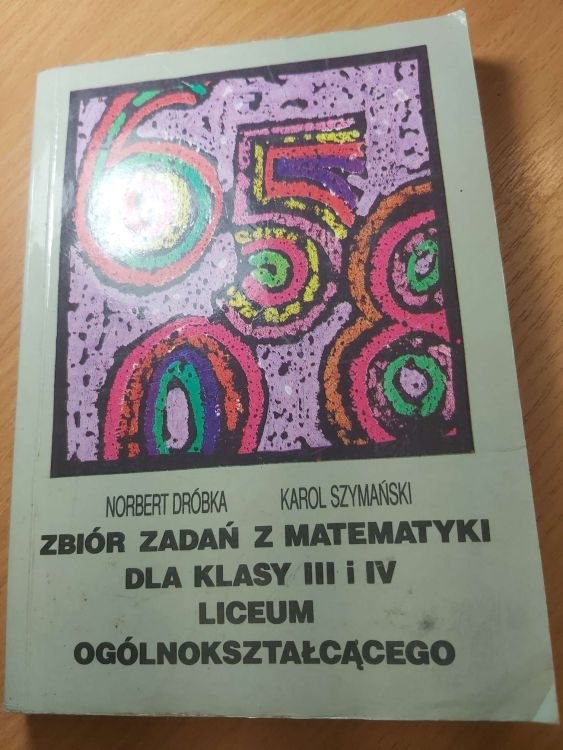 NORBERT DRÓBKA KAROL SZYMAŃSKI
ZBIÓR ZADAŃ Z MATEMATYKI
DLA KLASY III i IV
LICEUM
OGÓLNOKSZTAŁCĄCEGO